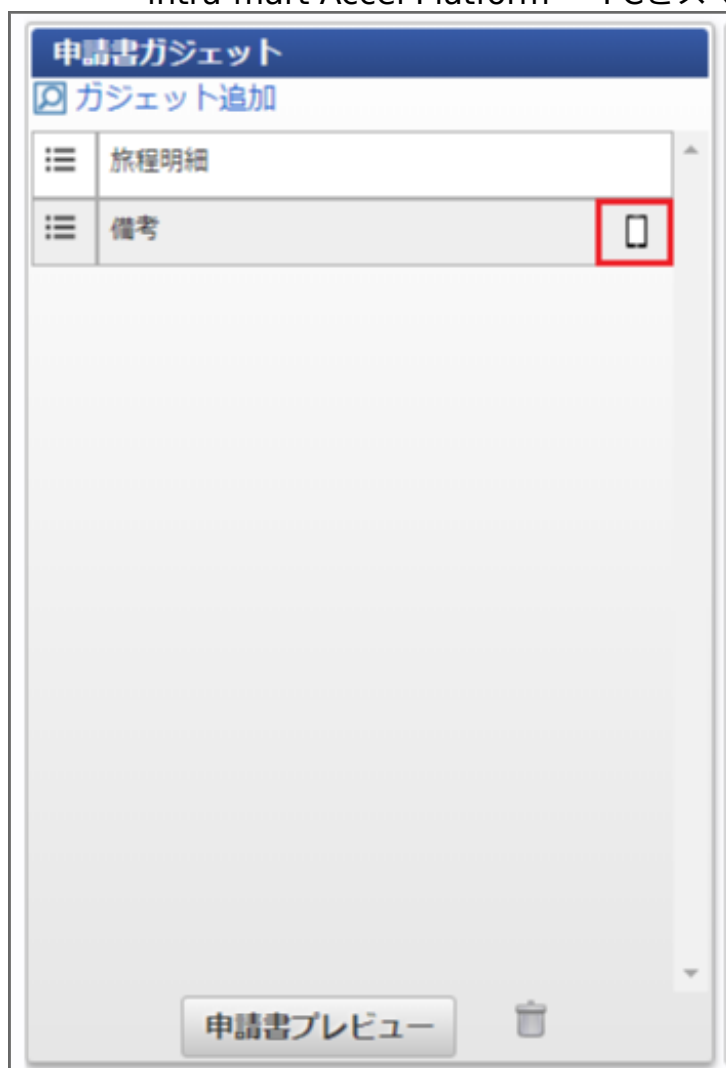 申請書ガジェット
ガジェット追加
旅程明細
備考
申請書プレビュー